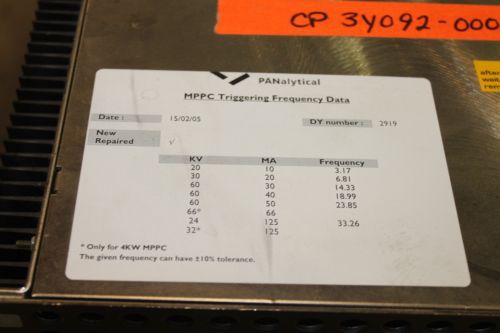 CP 3Y092-000
PANalytical
MPPC Triggering Frequency Data
Date : 15/02/05 DY number : 2919
New
Repaired √
KV MA Frequency
20 10 3.17
30 20 6.81
60 30 14.33
60 40 18.99
60 50 23.85
66* 66
24 125 33.26
32* 125
* Only for 4KW MPPC
The given frequency can have ±10% tolerance.
after
wait
rem